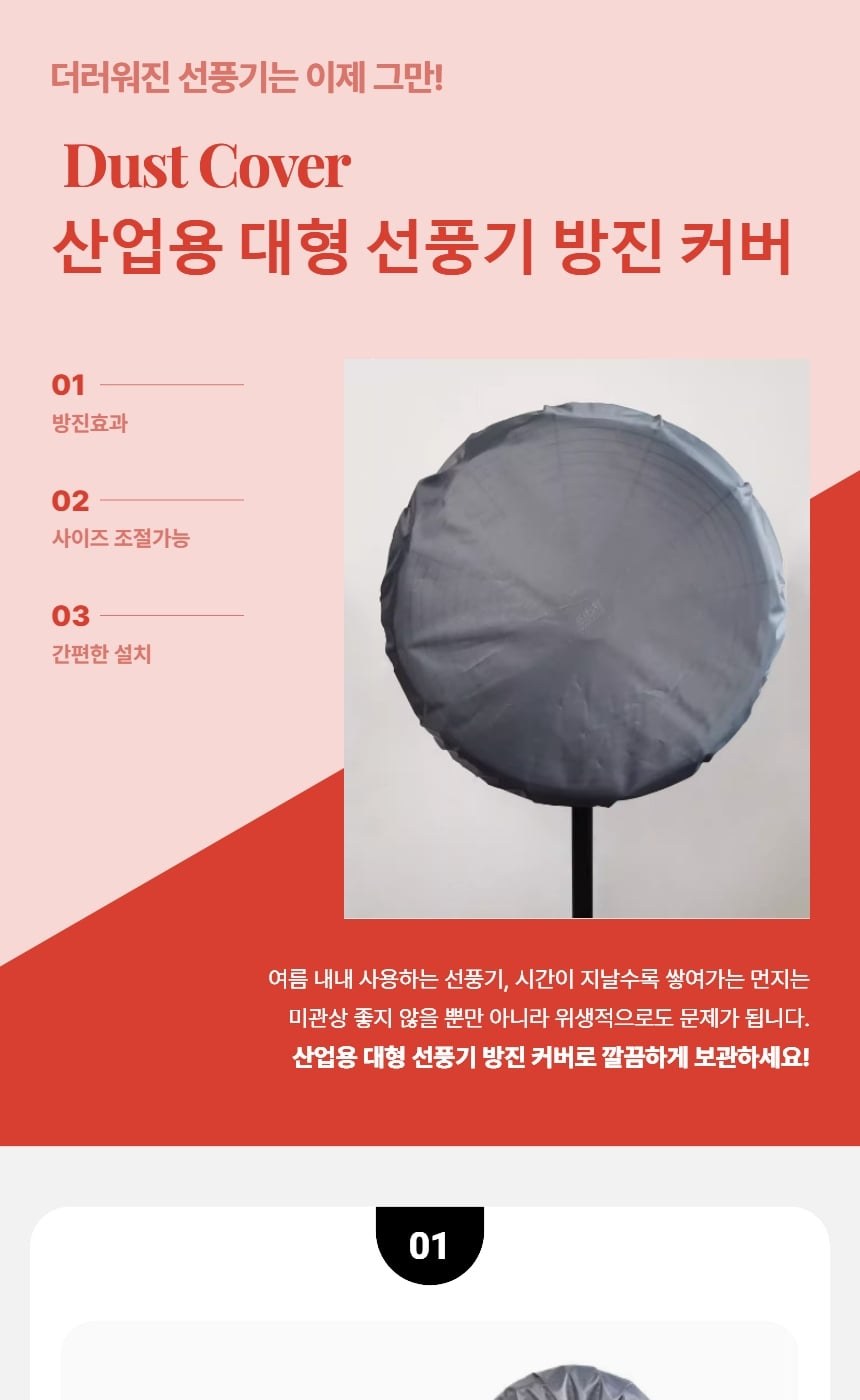 더러워진 선풍기는 이제 그만!
Dust Cover
산업용 대형 선풍기 방진 커버
01
방진효과
02
사이즈 조절가능
03
간편한 설치
여름 내내 사용하는 선풍기, 시간이 지날수록 쌓여가는 먼지는
미관상 좋지 않을 뿐만 아니라 위생적으로도 문제가 됩니다.
산업용 대형 선풍기 방진 커버로 깔끔하게 보관하세요!
01